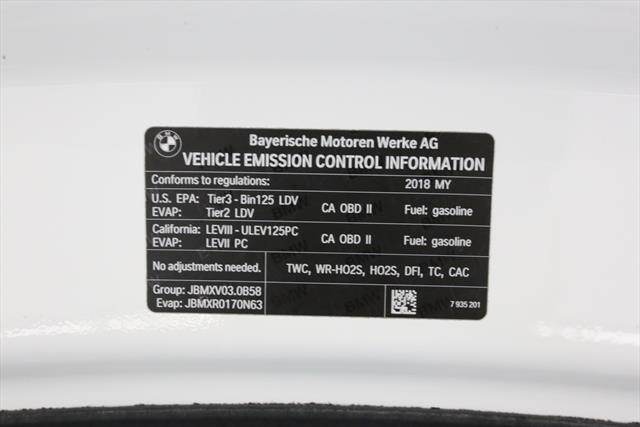 BMW
Bayerische Motoren Werke AG
VEHICLE EMISSION CONTROL INFORMATION
Conforms to regulations: 2018 MY
U.S. EPA: Tier3 - Bin125 LDV
EVAP: Tier2 LDV
CA OBD II
Fuel: gasoline
California: LEVIII - ULEV125PC
EVAP: LEVII PC
CA OBD II
Fuel: gasoline
No adjustments needed.
TWC, WR-HO2S, HO2S, DFI, TC, CAC
Group: JBMXV03.0B58
Evap: JBMXR0170N63
7 935 201